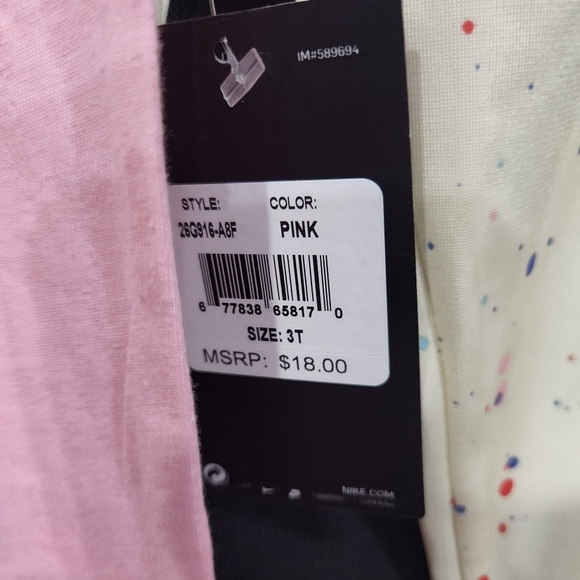 IM#589694
STYLE: COLOR:
26G916-A8F PINK
6 77838 65817 0
SIZE: 3T
MSRP: $18.00
NIKE.COM